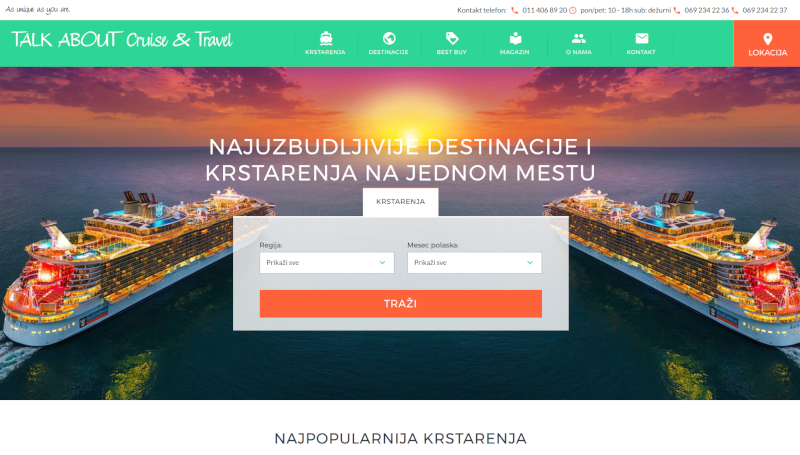 As unique as you are.
Kontakt telefon: 011 406 89 20 pon/pet: 10 - 18h sub: dežurni 069 234 22 36 069 234 22 37
TALK ABOUT Cruise & Travel
KRSTARENJA DESTINACIJE BEST BUY MAGAZIN O NAMA KONTAKT LOKACIJA
NAJUZBUDLJIVIJE DESTINACIJE I
KRSTARENJA NA JEDNOM MESTU
KRSTARENJA
Regija: Mesec polaska:
Prikaži sve Prikaži sve
TRAŽI
NAJPOPULARNIJA KRSTARENJA